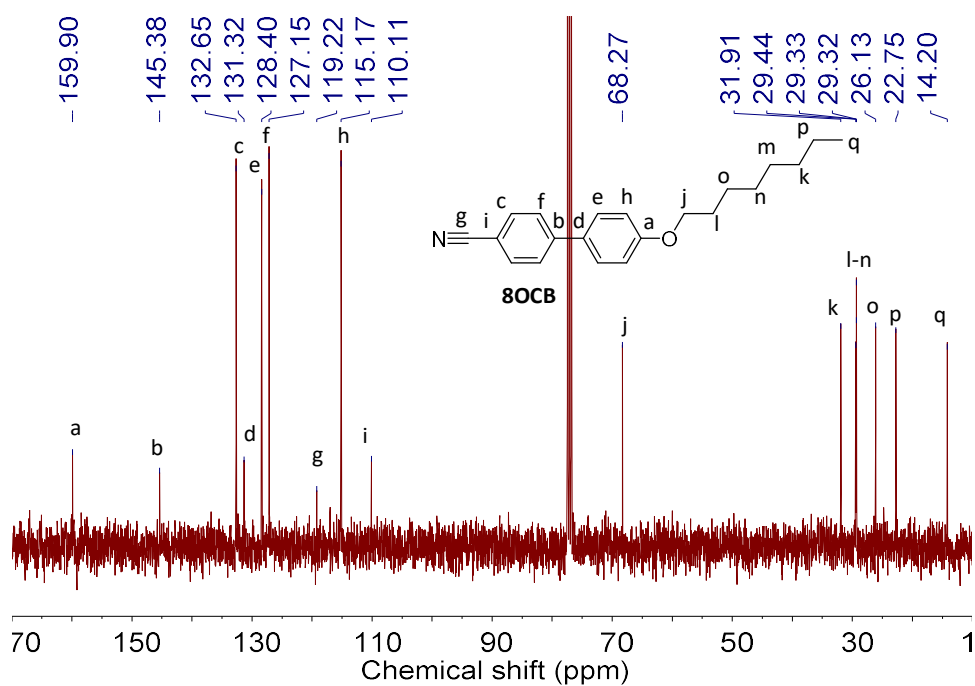 159.90
145.38
132.65
131.32
128.40
127.15
119.22
115.17
110.11
68.27
31.91
29.44
29.33
29.32
26.13
22.75
14.20
a
b
c
d
e
f
g
h
i
j
k
l-n
o
p
q
g
N
i
c
f
b
d
e
h
a
O
j
l
o
n
m
k
p
q
8OCB
70 150 130 110 90 70 50 30 1
Chemical shift (ppm)